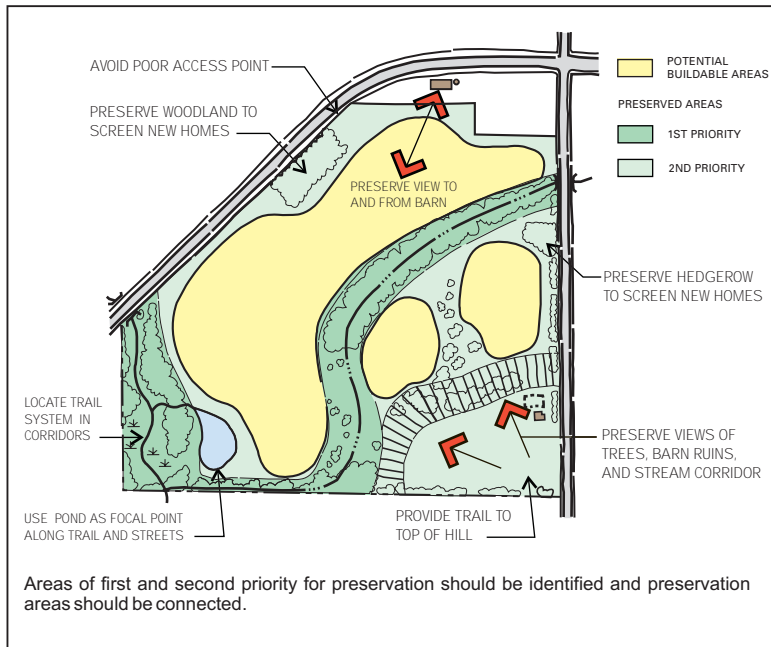 AVOID POOR ACCESS POINT
PRESERVE WOODLAND TO
SCREEN NEW HOMES
POTENTIAL
BUILDABLE AREAS
PRESERVED AREAS
1ST PRIORITY
2ND PRIORITY
PRESERVE VIEW TO
AND FROM BARN
PRESERVE HEDGEROW
TO SCREEN NEW HOMES
LOCATE TRAIL
SYSTEM IN
CORRIDORS
PRESERVE VIEWS OF
TREES, BARN RUINS,
AND STREAM CORRIDOR
USE POND AS FOCAL POINT
ALONG TRAIL AND STREETS
PROVIDE TRAIL TO
TOP OF HILL
Areas of first and second priority for preservation should be identified and preservation
areas should be connected.